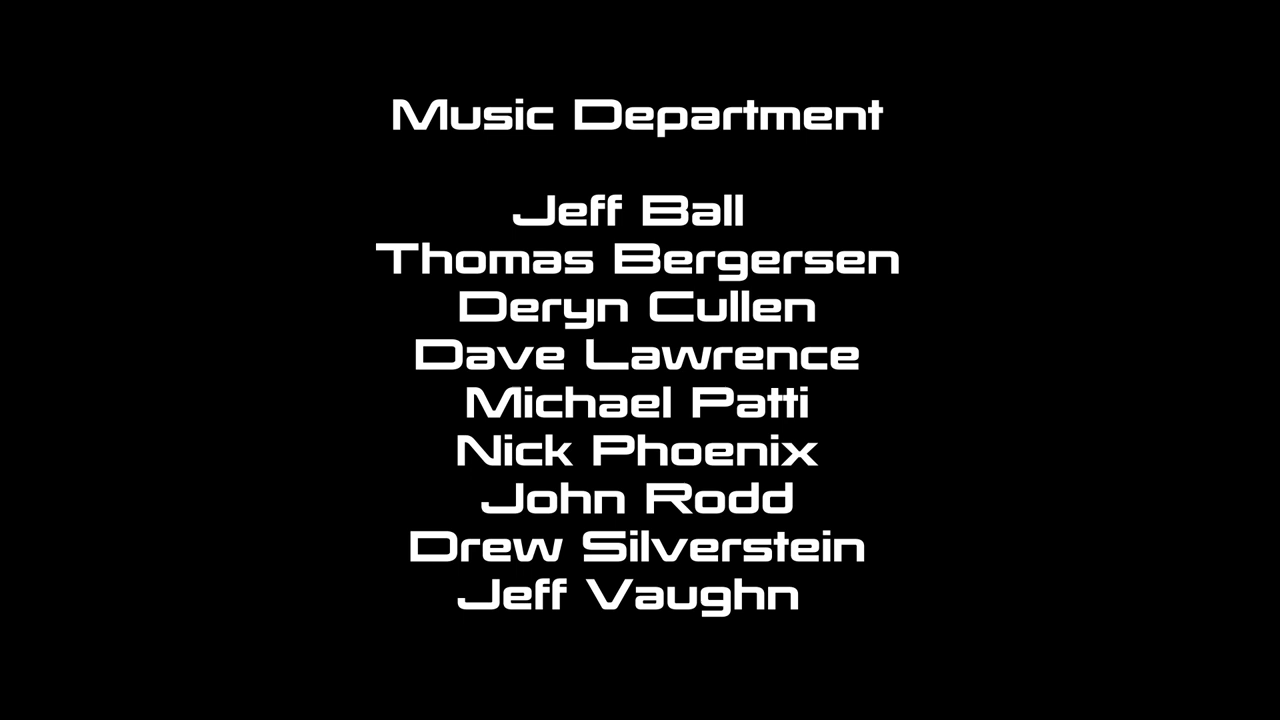 Music Department
Jeff Ball
Thomas Bergersen
Deryn Cullen
Dave Lawrence
Michael Patti
Nick Phoenix
John Rodd
Drew Silverstein
Jeff Vaughn